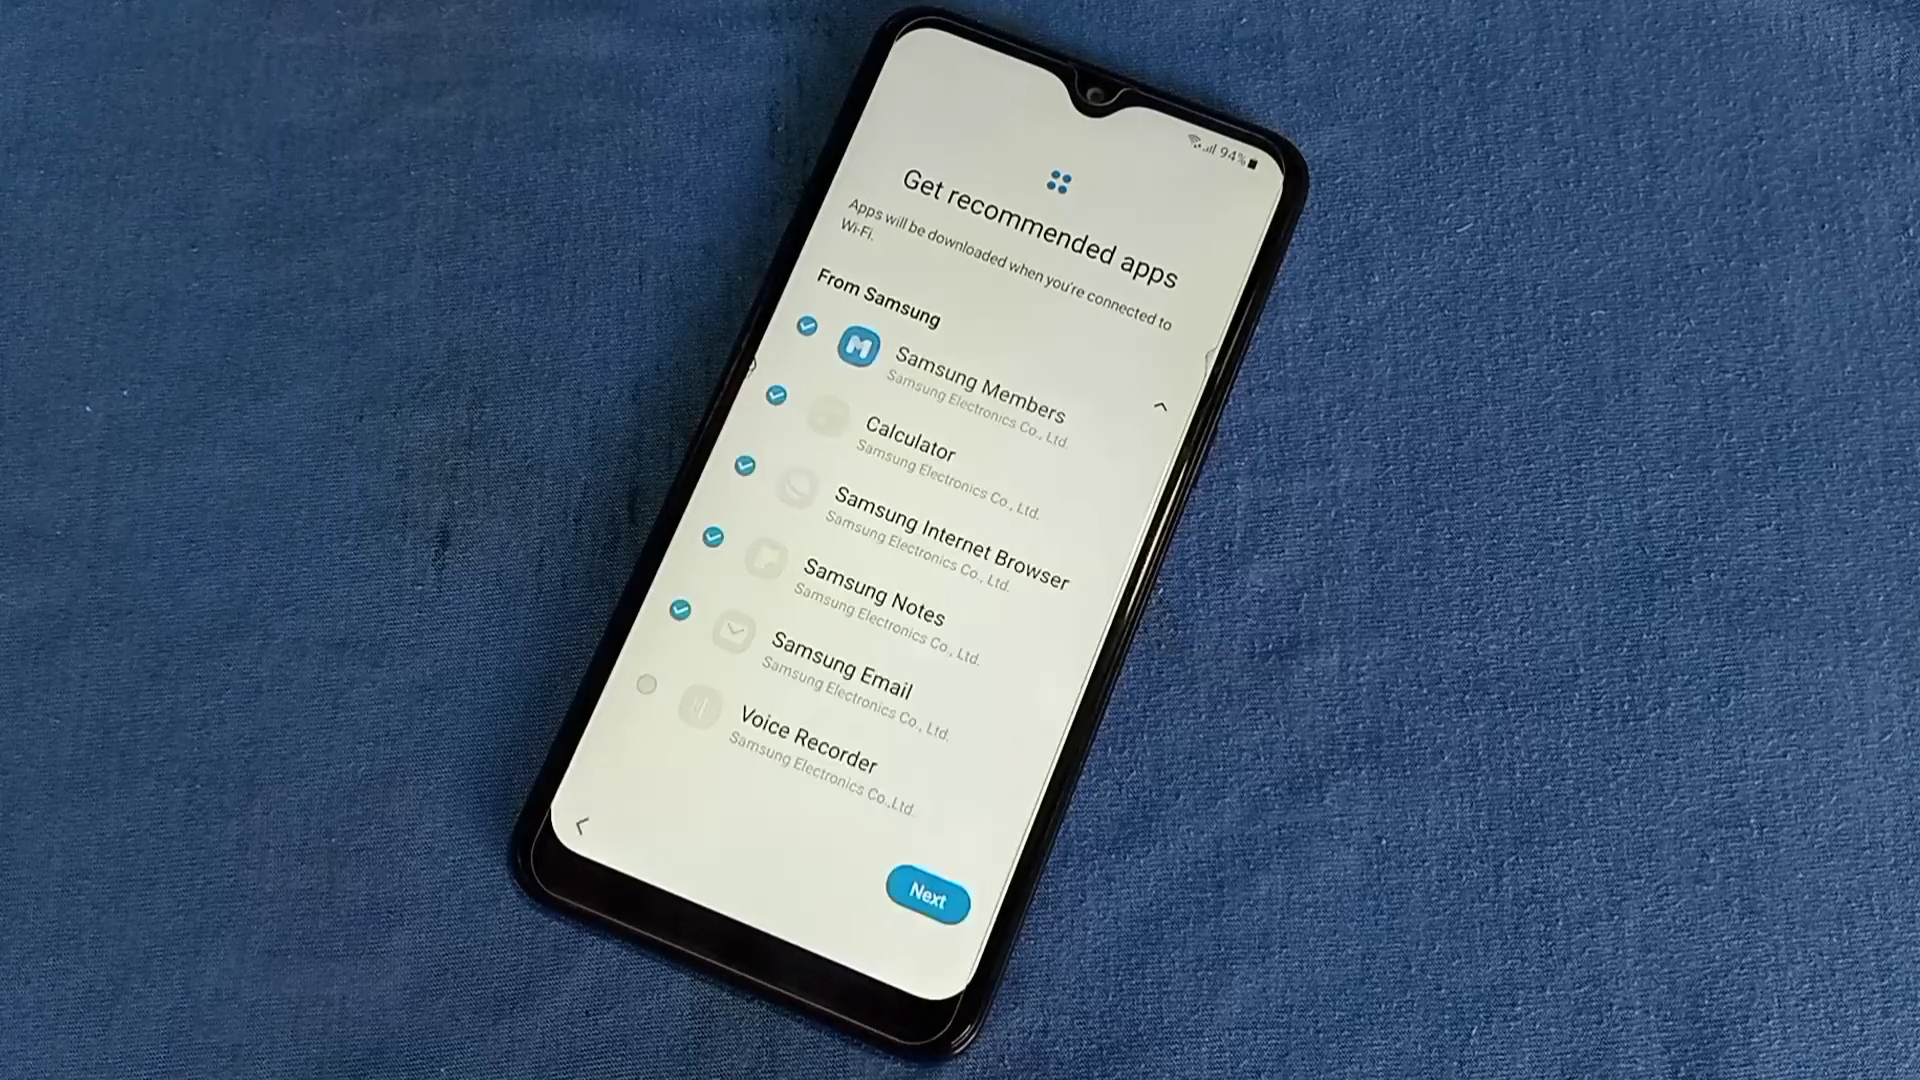 94%
Get recommended apps
Apps will be downloaded when you're connected to
Wi-Fi.
From Samsung
Samsung Members
Samsung Electronics Co., Ltd.
Calculator
Samsung Electronics Co., Ltd.
Samsung Internet Browser
Samsung Electronics Co., Ltd.
Samsung Notes
Samsung Electronics Co., Ltd.
Samsung Email
Samsung Electronics Co., Ltd.
Voice Recorder
Samsung Electronics Co.,Ltd.
Next